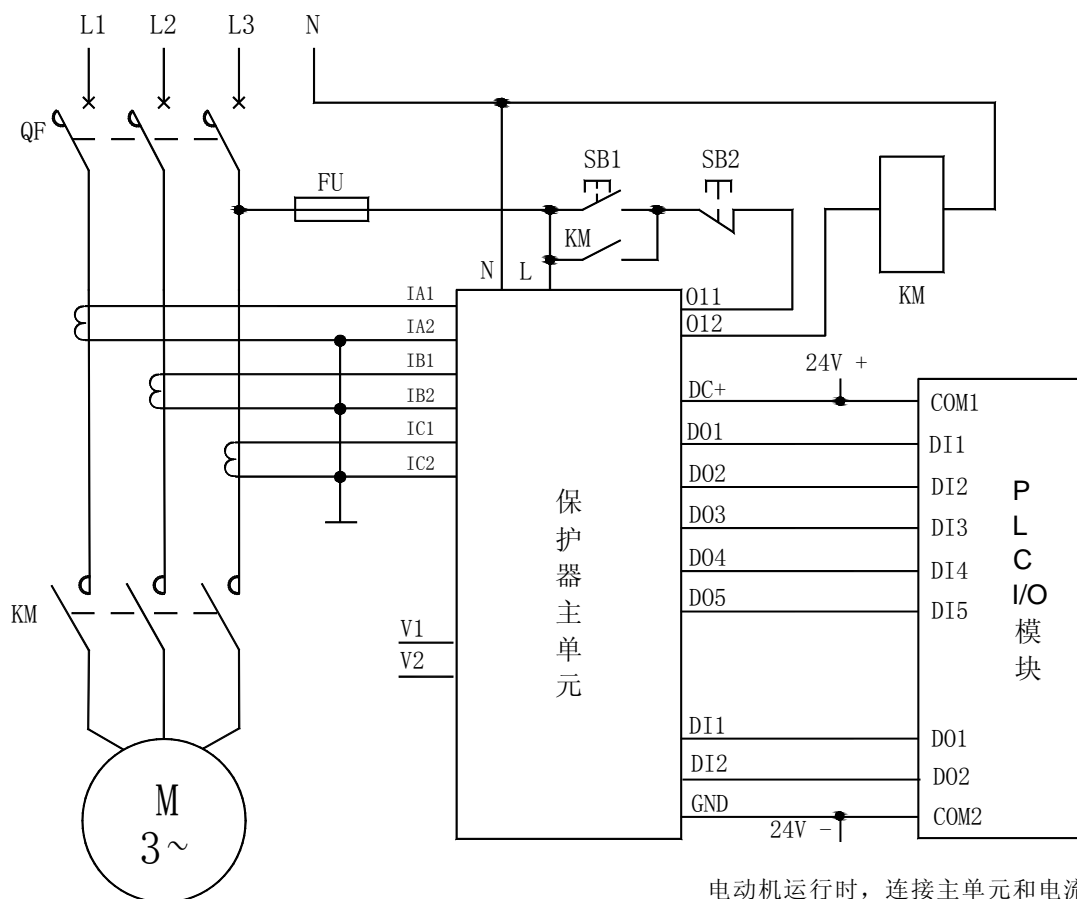 L1 L2 L3 N
QF
FU
SB1 SB2
KM
N L
KM
IA1
IA2
IB1
IB2
IC1
IC2
O11
O12
24V +
DC+
DO1
DO2
DO3
DO4
DO5
COM1
DI1
DI2
DI3
DI4
DI5
保
护
器
主
单
元
P
L
C
I/O
模
块
KM
V1
V2
DI1
DI2
GND
24V -
DO1
DO2
COM2
M
3~
电动机运行时，连接主单元和电流